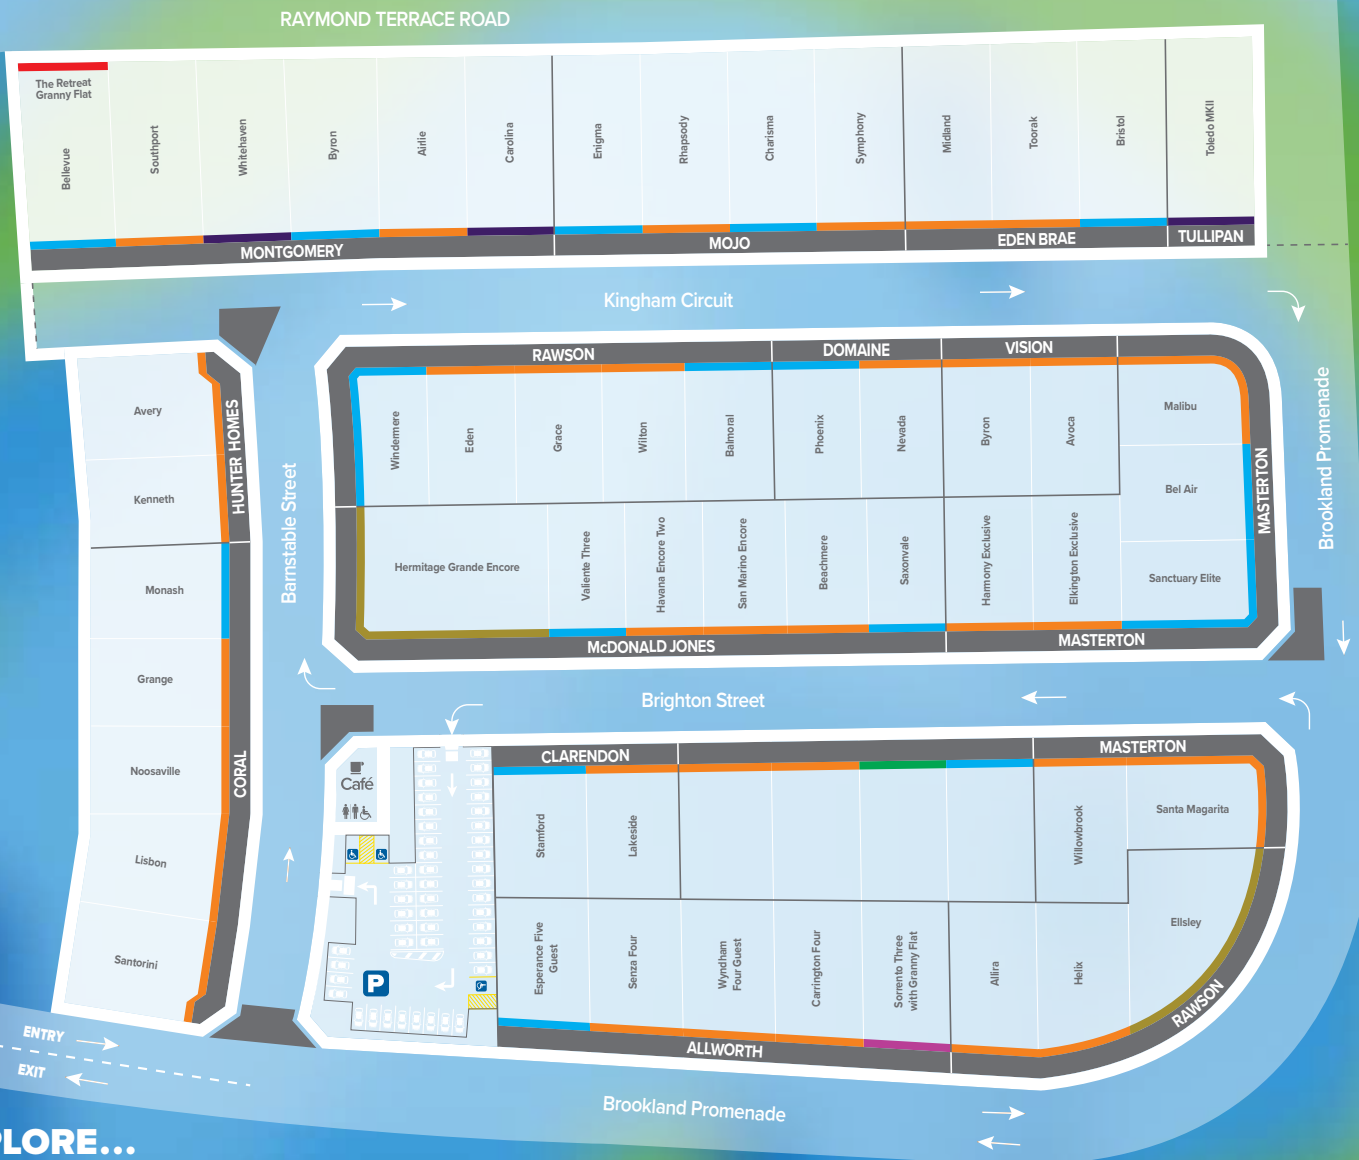 RAYMOND TERRACE ROAD
The Retreat
Granny Flat
Bellevue
Southport
Whitehaven
Byron
Airlie
Carolina
Enigma
Rhapsody
Charisma
Symphony
Midland
Toorak
Bristol
Toledo MKII
MONTGOMERY
MOJO
EDEN BRAE
TULLIPAN
Kingham Circuit
Brookland Promenade
Avery
Kenneth
HUNTER HOMES
Monash
Grange
Noosaville
Lisbon
Santorini
CORAL
Barnstable Street
RAWSON
DOMAINE
VISION
Windermere
Eden
Grace
Wilton
Balmoral
Phoenix
Nevada
Byron
Avoca
Malibu
Bel Air
Sanctuary Elite
MASTERTON
Hermitage Grande Encore
Valiente Three
Havana Encore Two
San Marino Encore
Beachmere
Saxonvale
Harmony Exclusive
Elkington Exclusive
McDONALD JONES
MASTERTON
Brighton Street
Café
P
CLARENDON
MASTERTON
Stamford
Lakeside
Willowbrook
Santa Magarita
Esperance Five
Guest
Senza Four
Wyndham
Four Guest
Carrington Four
Sorrento Three
with Granny Flat
Allira
Helix
Ellsley
RAWSON
ALLWORTH
ENTRY
EXIT
Brookland Promenade
PLORE...